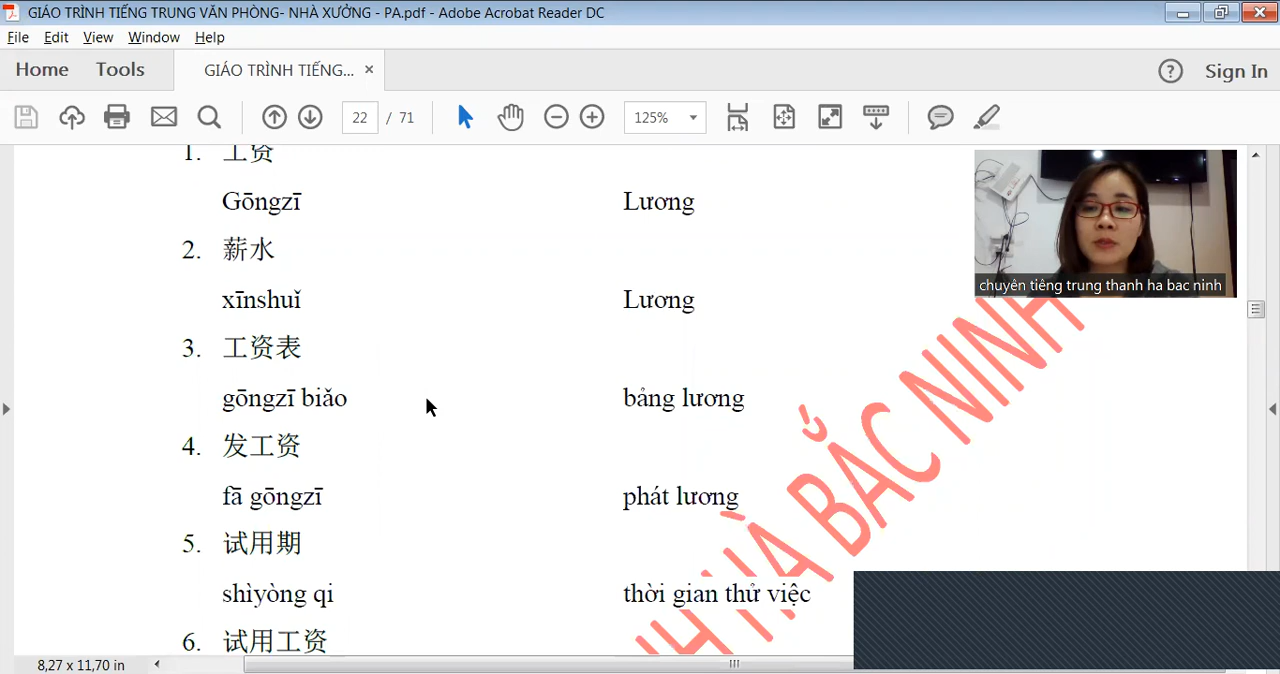 GIÁO TRÌNH TIẾNG TRUNG VĂN PHÒNG- NHÀ XƯỞNG - PA.pdf - Adobe Acrobat Reader DC
File Edit View Window Help
Home Tools GIÁO TRÌNH TIẾNG... × ? Sign In
22 / 71 125%
1. 工资
Gōngzī Lương
2. 薪水
xīnshuǐ Lương
3. 工资表
gōngzī biǎo bảng lương
4. 发工资
fā gōngzī phát lương
5. 试用期
shìyòng qi thời gian thử việc
6. 试用工资
chuyên tiêng trung thanh ha bac ninh
HÀ BẮC NINH
8,27 x 11,70 in